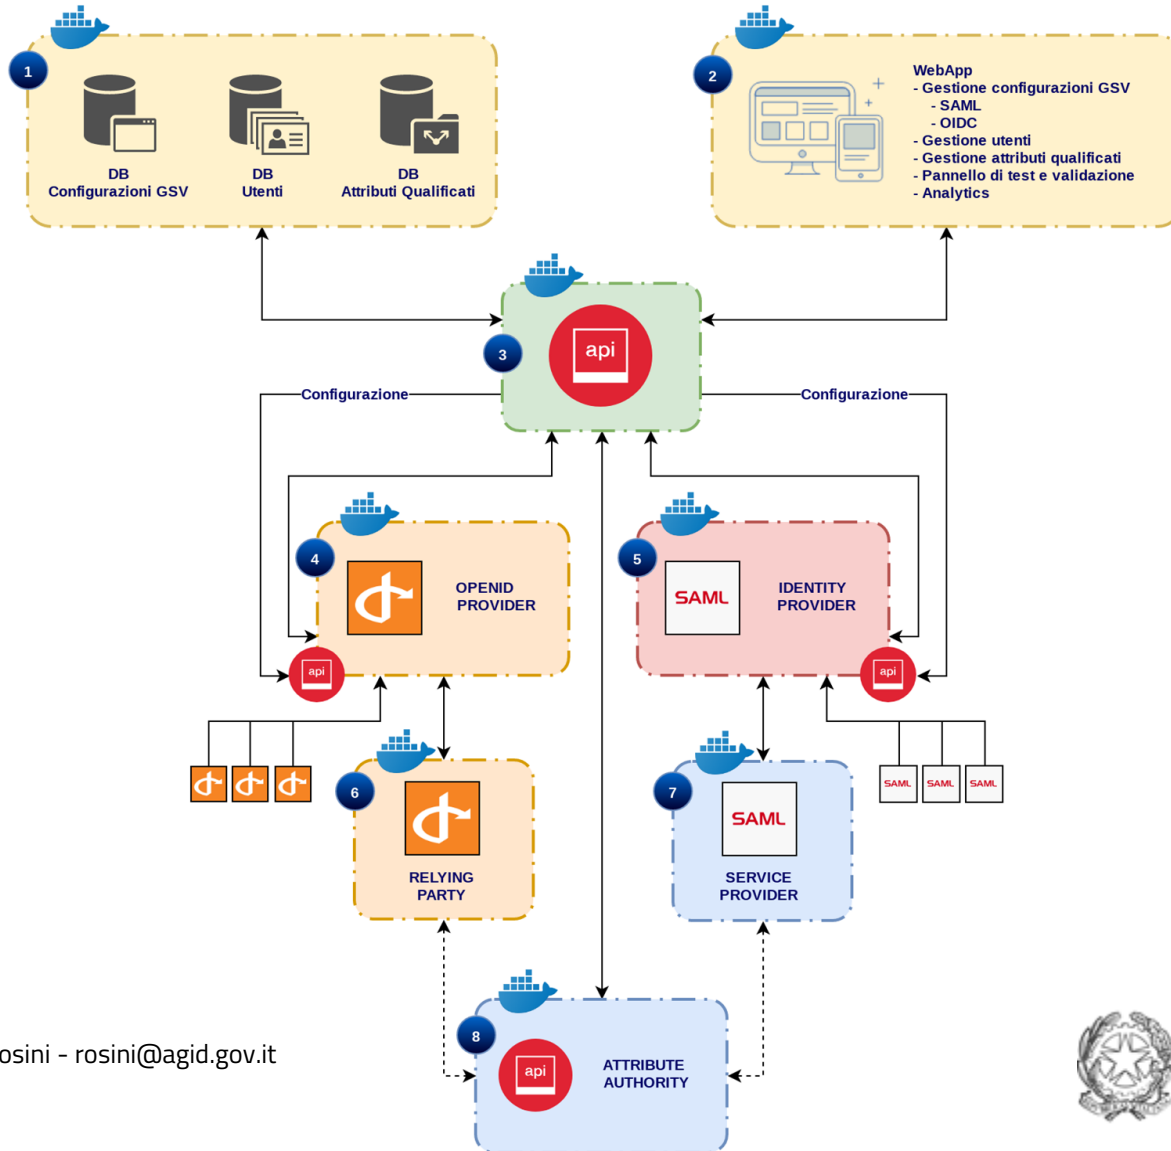 1
DB
Configurazioni GSV
DB
Utenti
DB
Attributi Qualificati
2
WebApp
- Gestione configurazioni GSV
- SAML
- OIDC
- Gestione utenti
- Gestione attributi qualificati
- Pannello di test e validazione
- Analytics
3
api
Configurazione
Configurazione
4
OPENID
PROVIDER
api
5
SAML
IDENTITY
PROVIDER
api
6
RELYING
PARTY
7
SAML
SERVICE
PROVIDER
SAML
SAML
SAML
8
api
ATTRIBUTE
AUTHORITY
osini - rosini@agid.gov.it